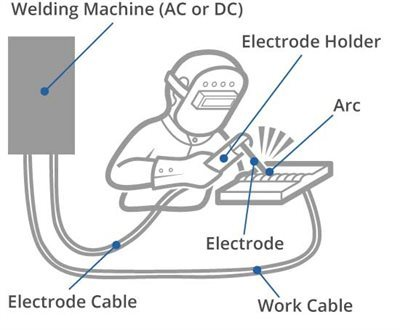 Welding Machine (AC or DC)
Electrode Holder
Arc
Electrode
Electrode Cable
Work Cable